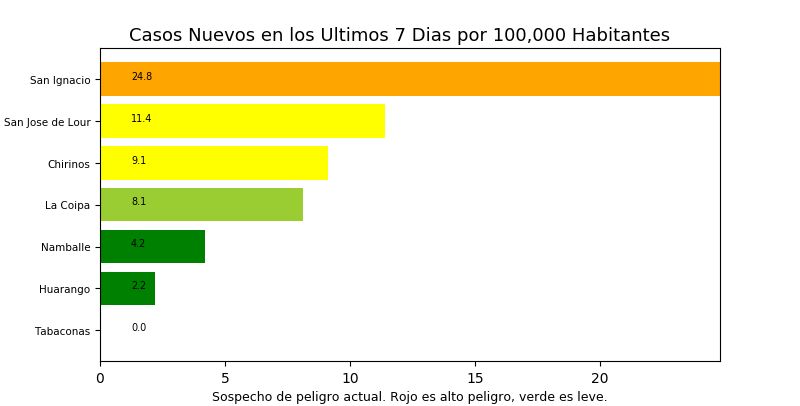 Casos Nuevos en los Ultimos 7 Dias por 100,000 Habitantes
San Ignacio 24.8
San Jose de Lour 11.4
Chirinos 9.1
La Coipa 8.1
Namballe 4.2
Huarango 2.2
Tabaconas 0.0
0 5 10 15 20
Sospecho de peligro actual. Rojo es alto peligro, verde es leve.